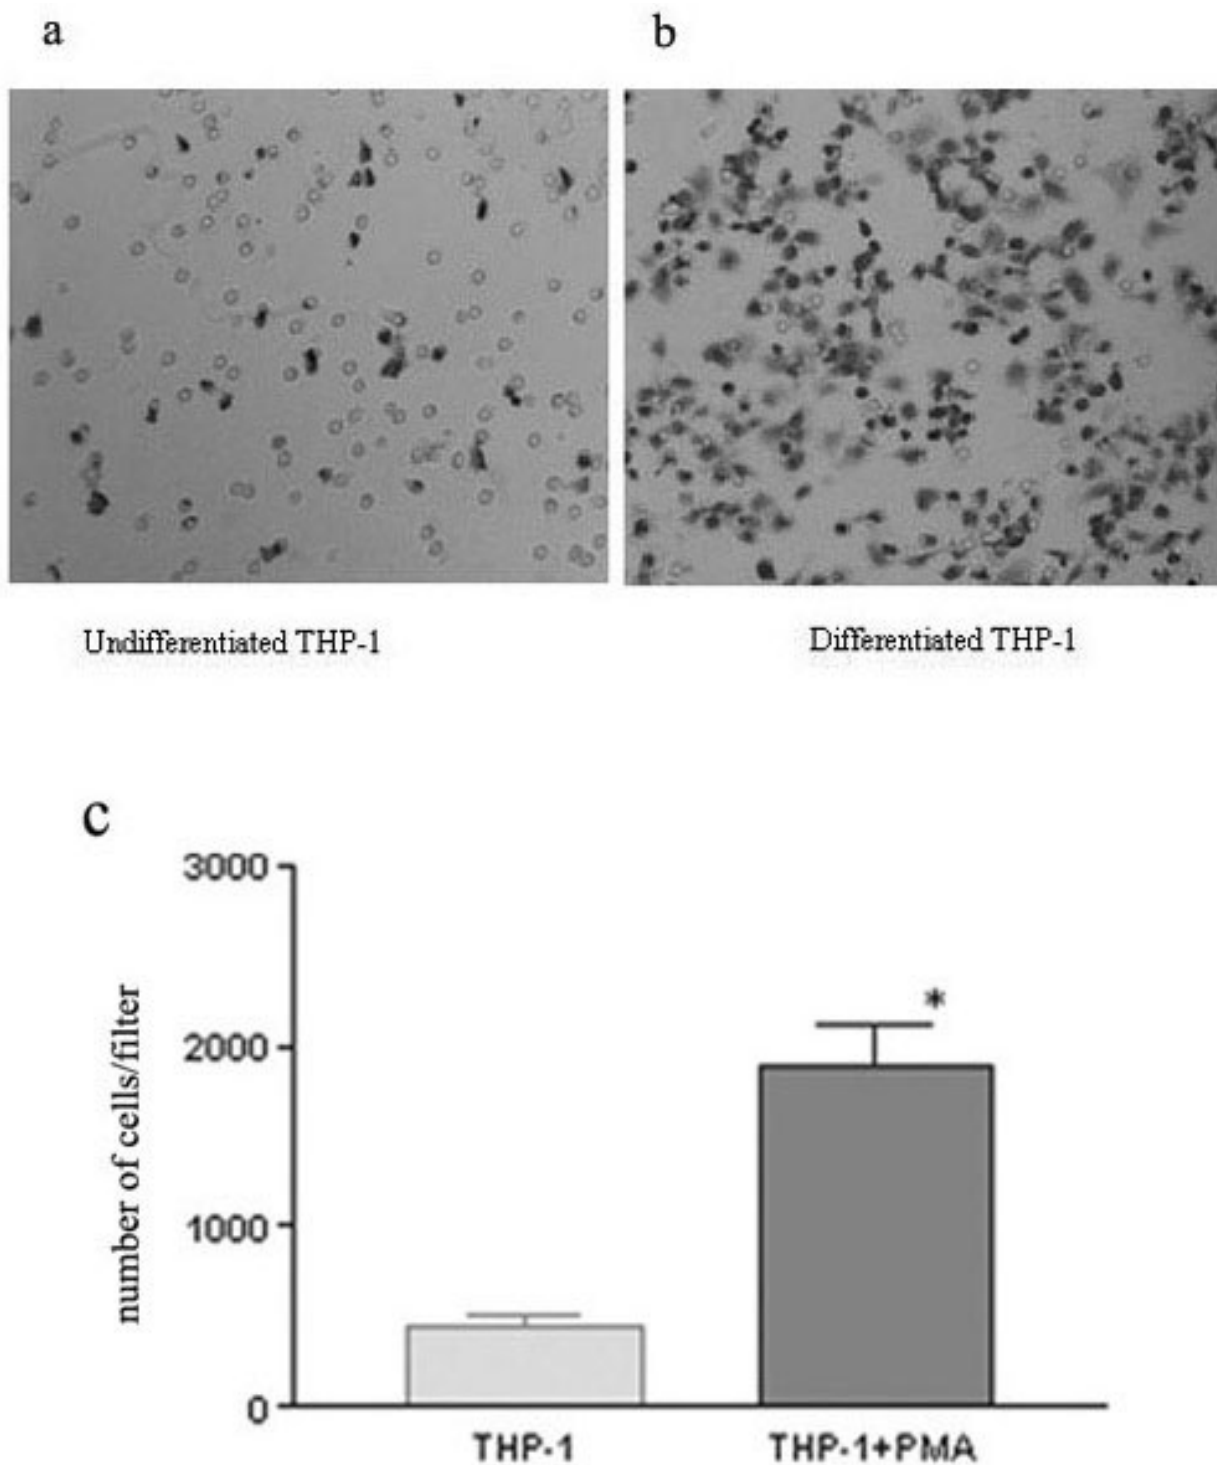 a
b
Undifferentiated THP-1
Differentiated THP-1
c
3000
2000
1000
0
number of cells/filter
*
THP-1
THP-1+PMA